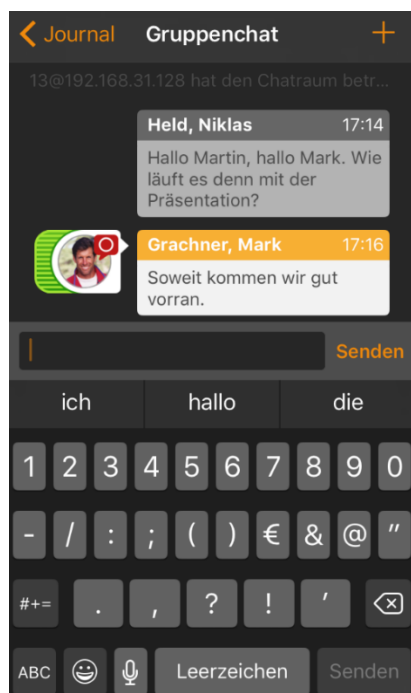 Journal Gruppenchat +
13@192.168.31.128 hat den Chatraum betr...
Held, Niklas 17:14
Hallo Martin, hallo Mark. Wie
läuft es denn mit der
Präsentation?
Grachner, Mark 17:16
Soweit kommen wir gut
vorran.
Senden
ich hallo die
1 2 3 4 5 6 7 8 9 0
- / : ; ( ) € & @ "
#+= . , ? ! '
ABC Leerzeichen Senden